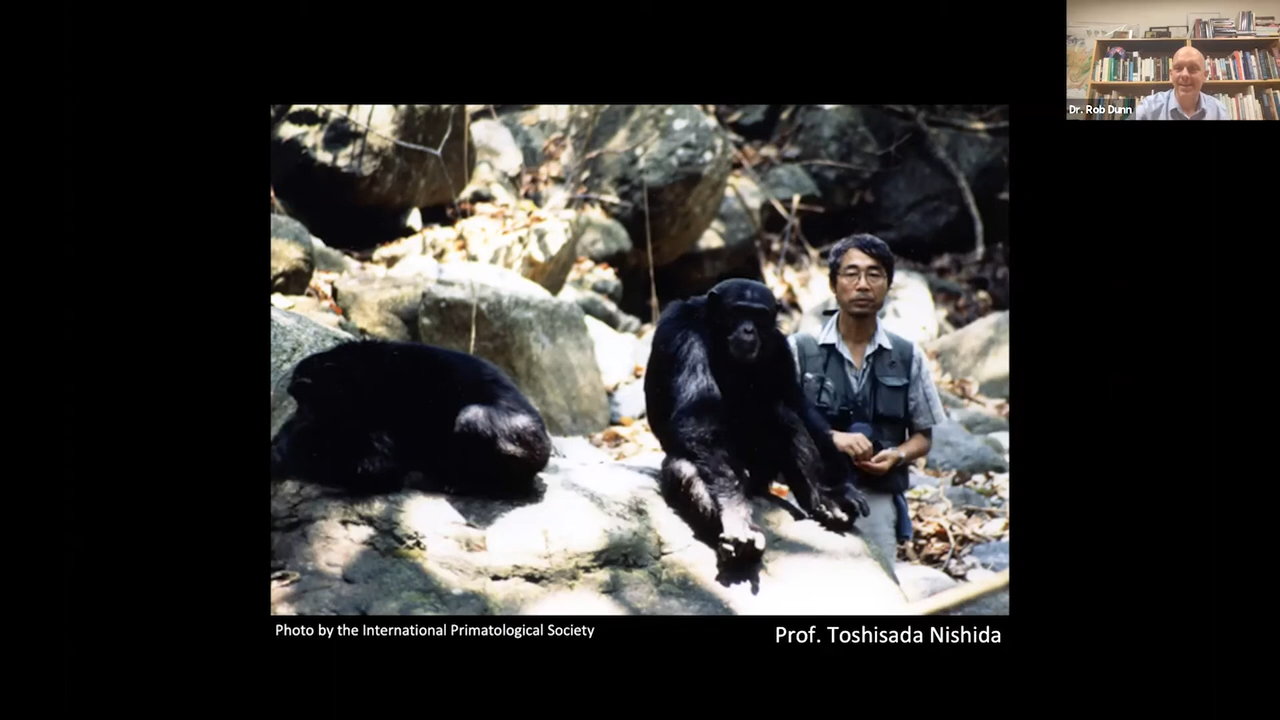 Dr. Rob Dunn
Photo by the International Primatological Society
Prof. Toshisada Nishida